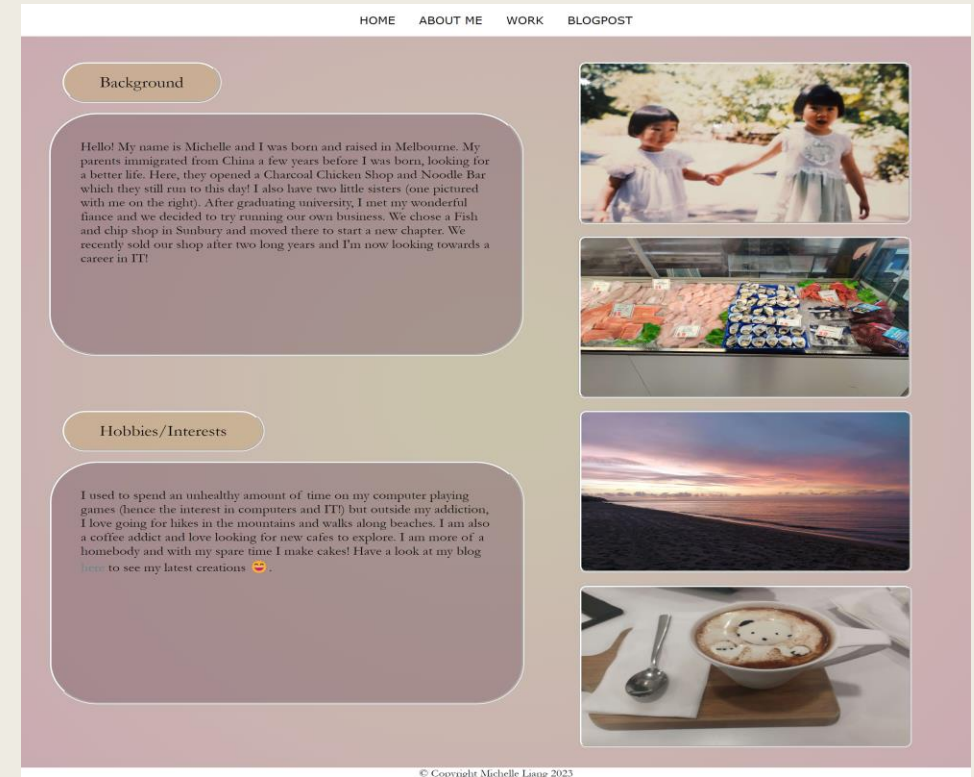 HOME ABOUT ME WORK BLOGPOST
Background
Hello! My name is Michelle and I was born and raised in Melbourne. My
parents immigrated from China a few years before I was born, looking for
a better life. Here, they opened a Charcoal Chicken Shop and Noodle Bar
which they still run to this day! I also have two little sisters (one pictured
with me on the right). After graduating university, I met my wonderful
fiance and we decided to try running our own business. We chose a Fish
and chip shop in Sunbury and moved there to start a new chapter. We
recently sold our shop after two long years and I'm now looking towards a
career in IT!
Hobbies/Interests
I used to spend an unhealthy amount of time on my computer playing
games (hence the interest in computers and IT!) but outside my addiction,
I love going for hikes in the mountains and walks along beaches. I am also
a coffee addict and love looking for new cafes to explore. I am more of a
homebody and with my spare time I make cakes! Have a look at my blog
here to see my latest creations 😄 .
© Copyright Michelle Liang 2023